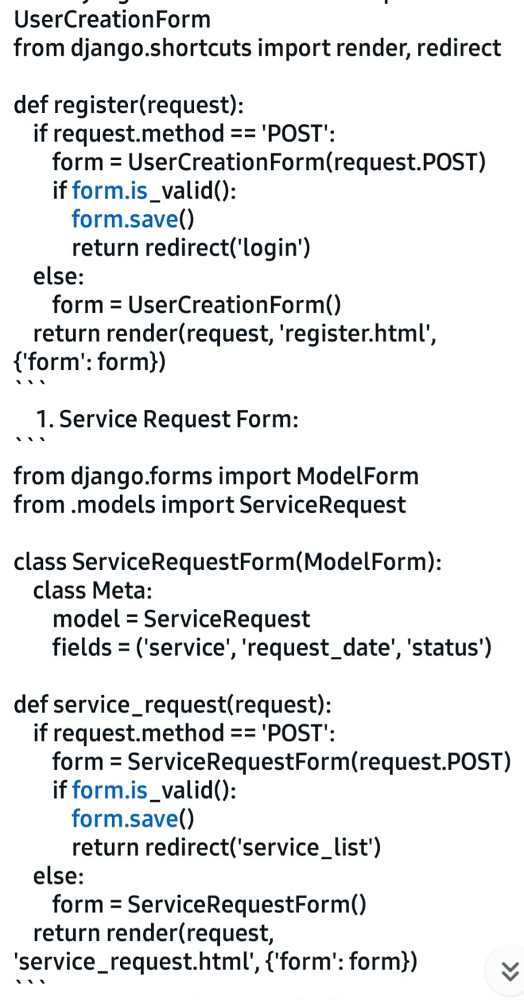 UserCreationForm
from django.shortcuts import render, redirect

def register(request):
    if request.method == 'POST':
        form = UserCreationForm(request.POST)
        if form.is_valid():
            form.save()
            return redirect('login')
    else:
        form = UserCreationForm()
    return render(request, 'register.html',
{'form': form})
```
    1. Service Request Form:
```
from django.forms import ModelForm
from .models import ServiceRequest

class ServiceRequestForm(ModelForm):
    class Meta:
        model = ServiceRequest
        fields = ('service', 'request_date', 'status')

def service_request(request):
    if request.method == 'POST':
        form = ServiceRequestForm(request.POST)
        if form.is_valid():
            form.save()
            return redirect('service_list')
    else:
        form = ServiceRequestForm()
    return render(request,
'service_request.html', {'form': form})
```